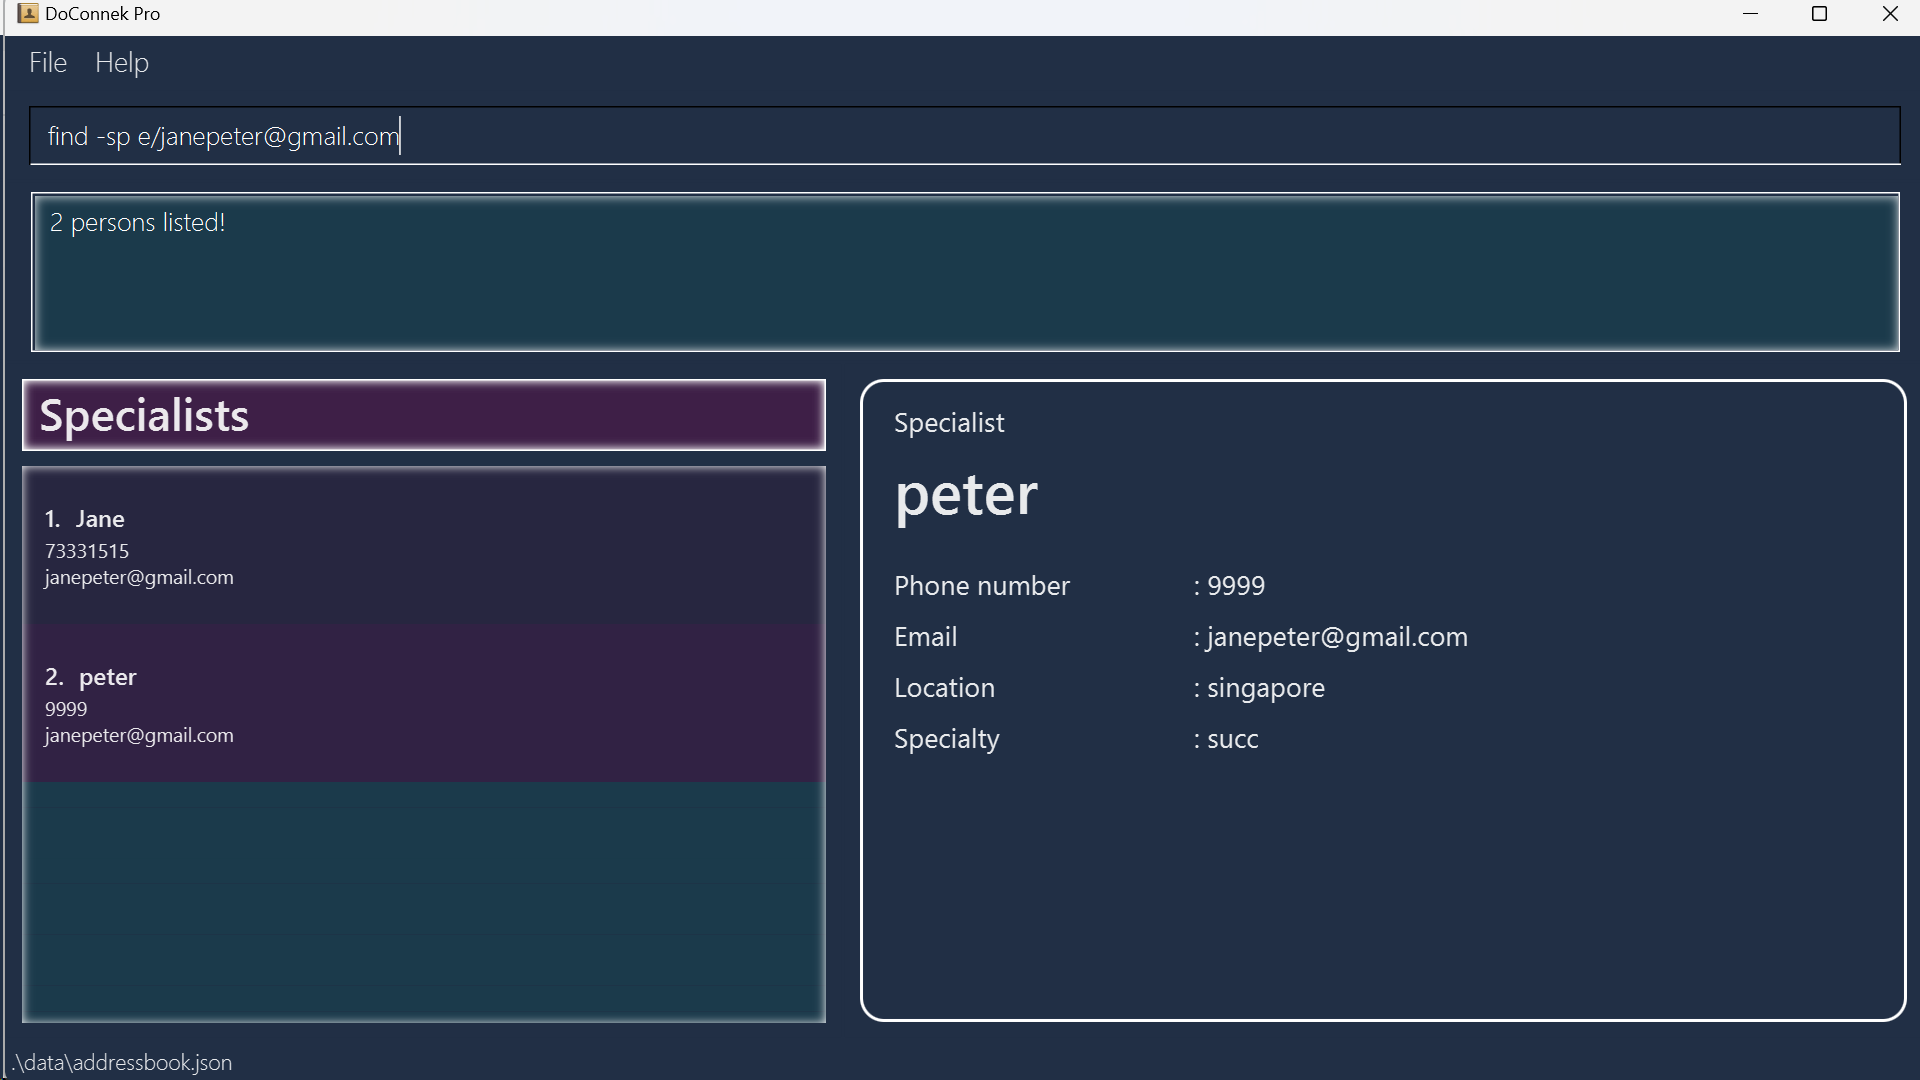 DoConnek Pro
File Help
find -sp e/janepeter@gmail.com
2 persons listed!
Specialists
1. Jane
73331515
janepeter@gmail.com
2. peter
9999
janepeter@gmail.com
Specialist
peter
Phone number : 9999
Email : janepeter@gmail.com
Location : singapore
Specialty : succ
.\data\addressbook.json